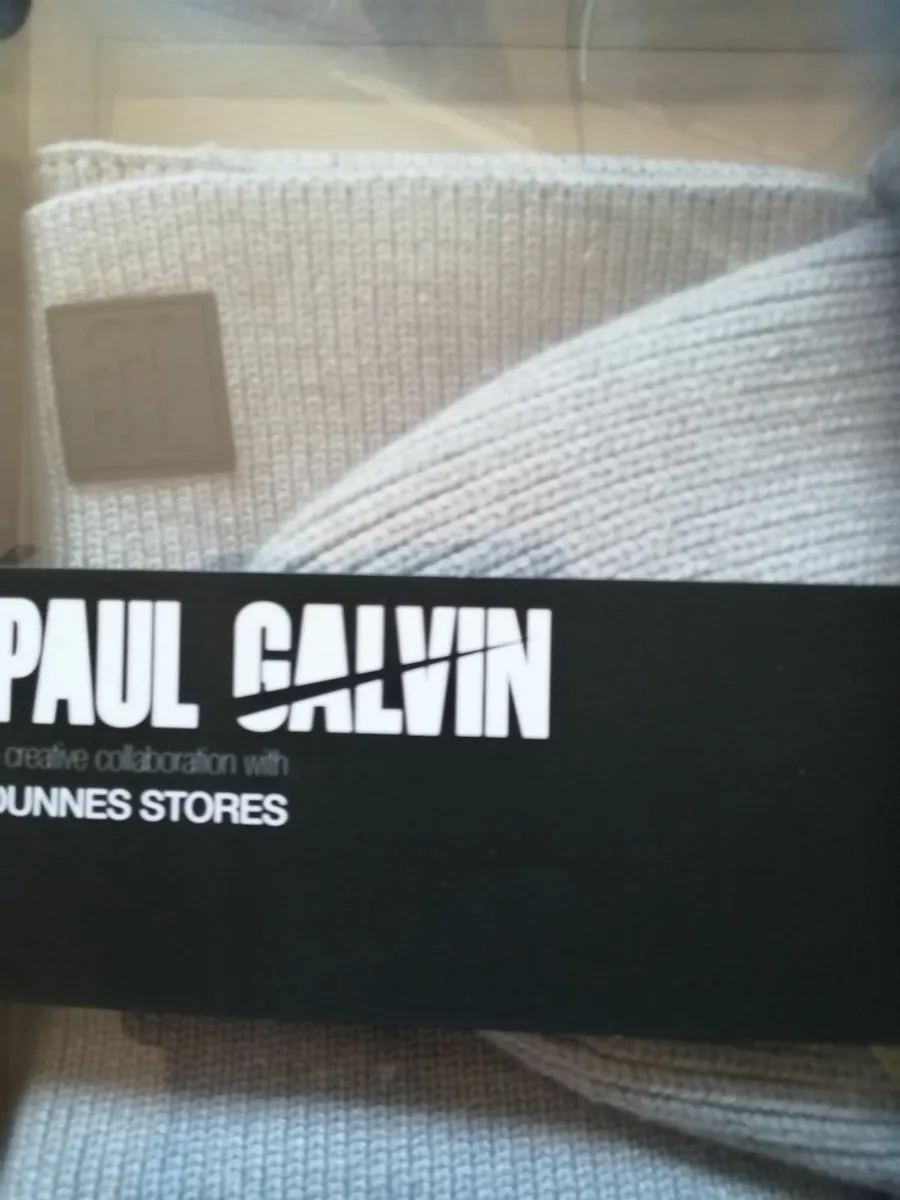 PAUL GALVIN
creative collaboration with
DUNNES STORES